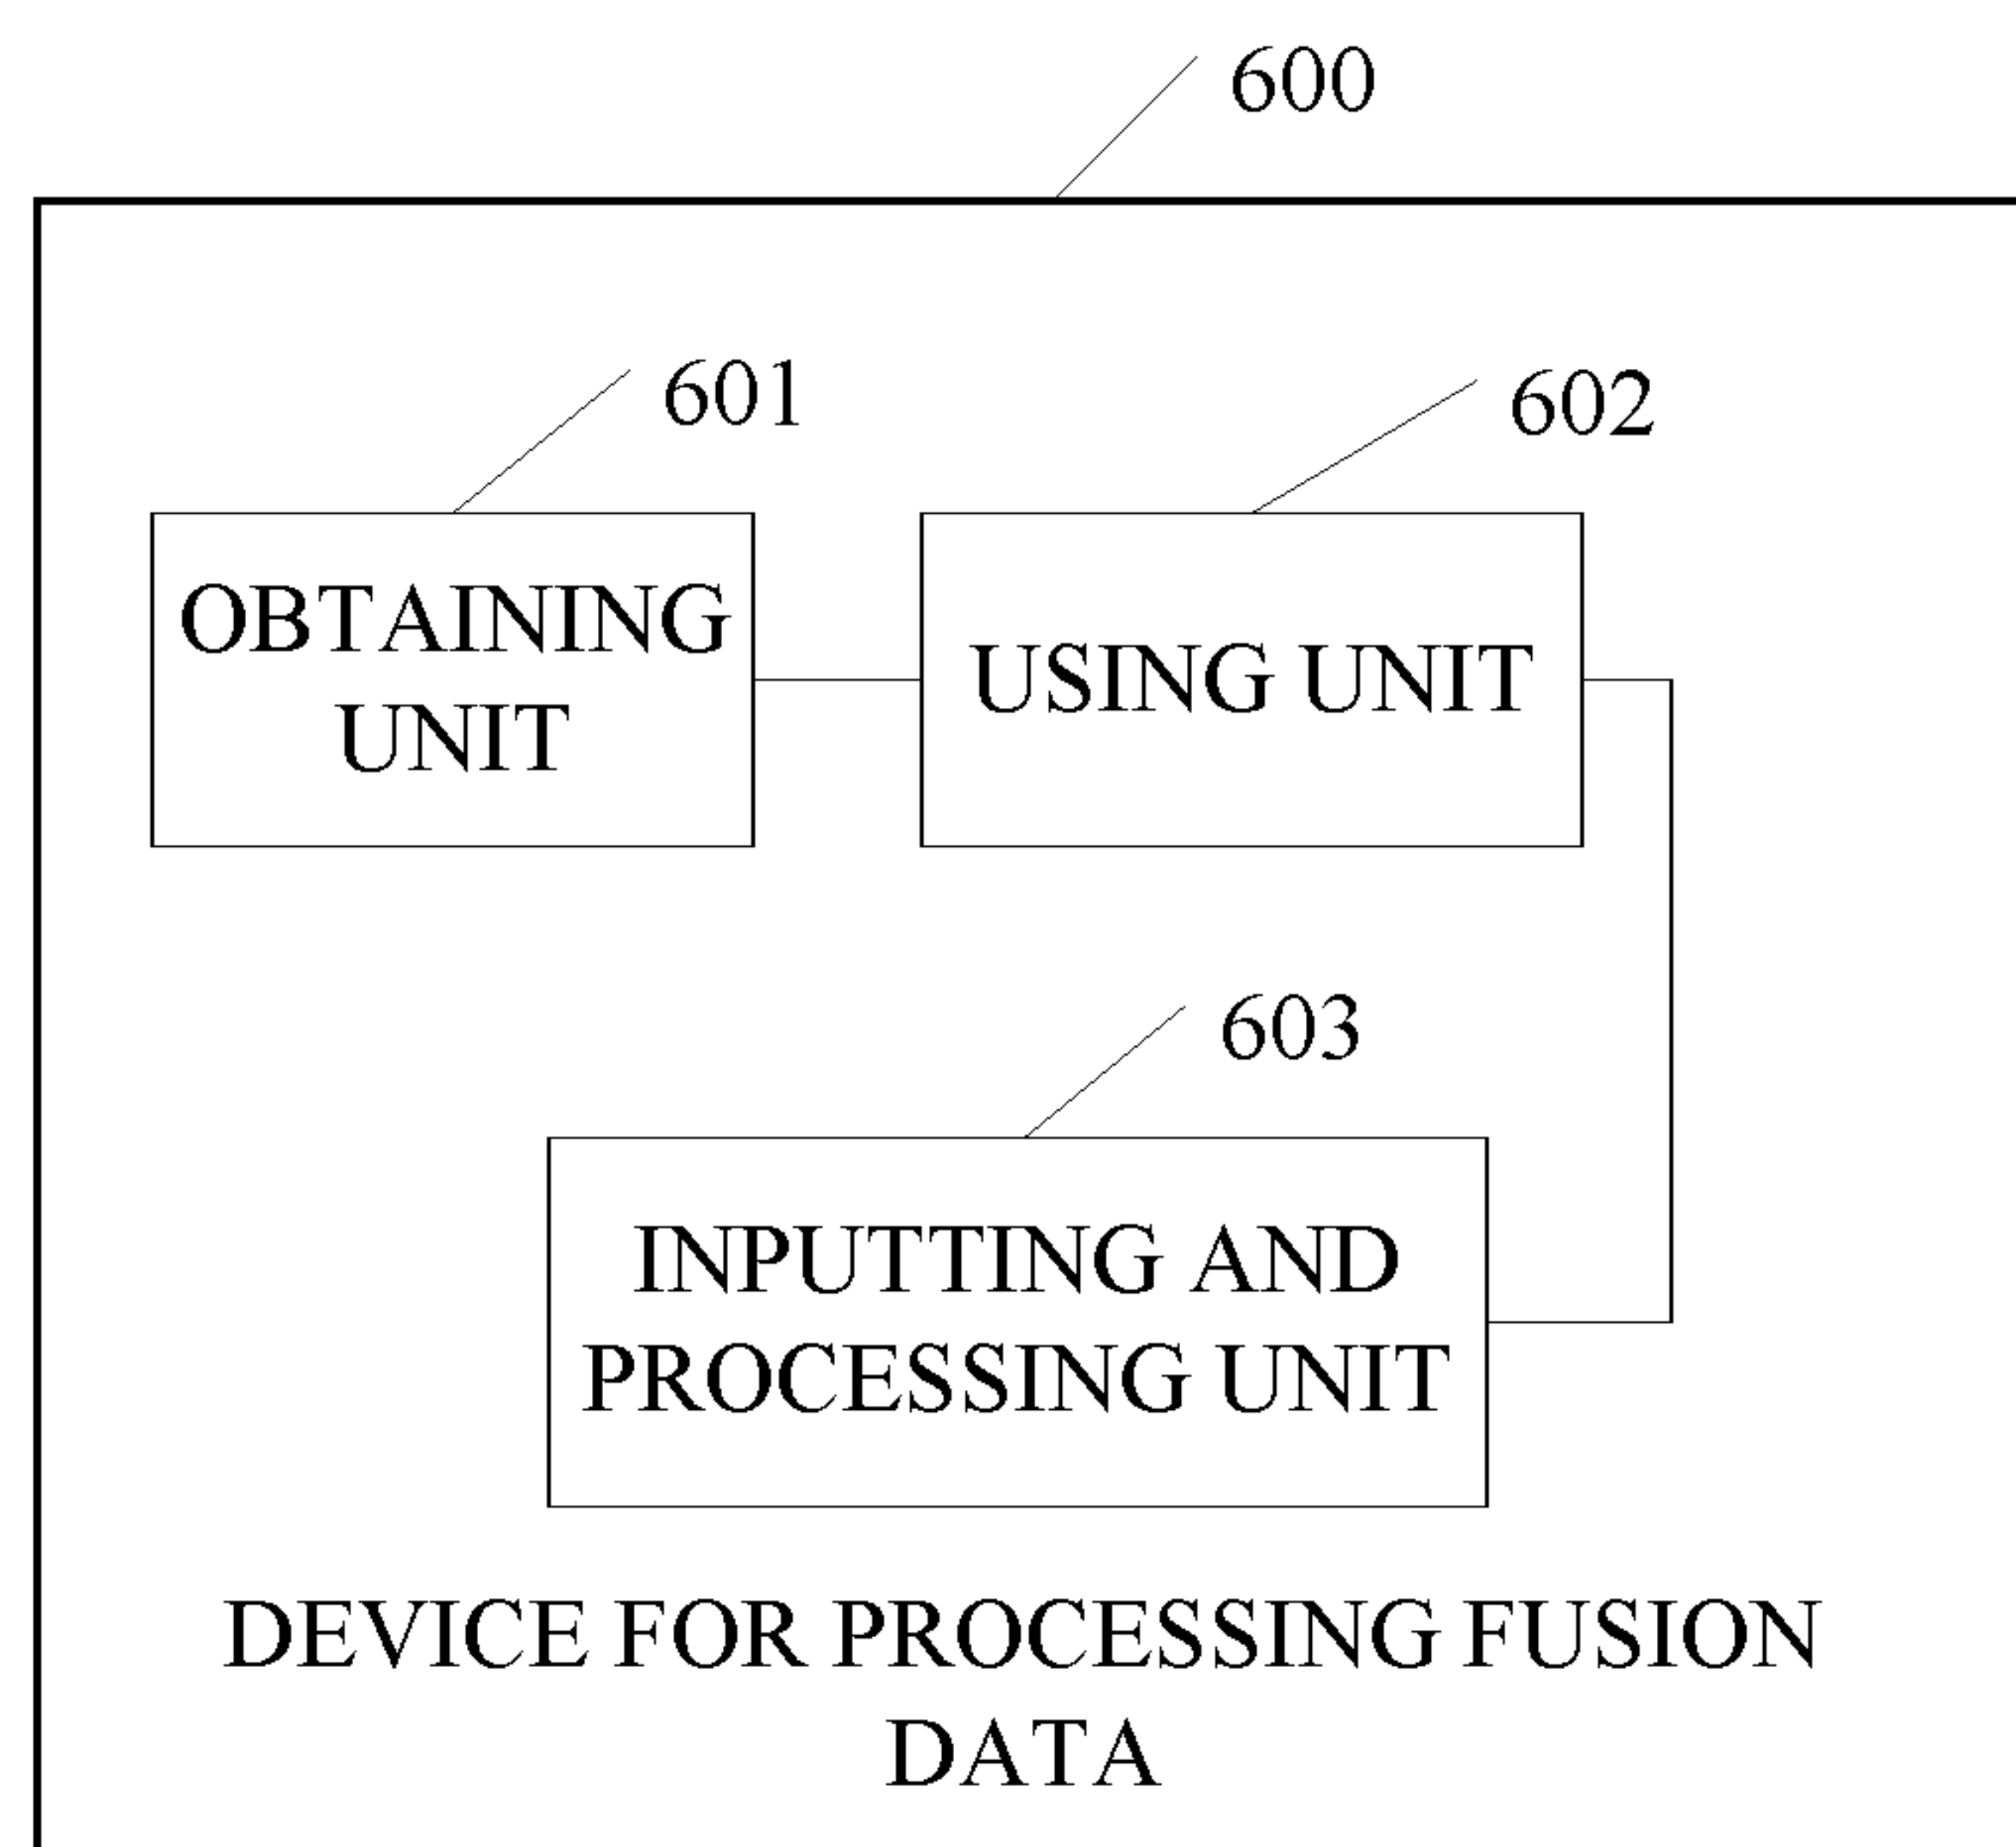 600
601
602
OBTAINING
UNIT
USING UNIT
603
INPUTTING AND
PROCESSING UNIT
DEVICE FOR PROCESSING FUSION
DATA